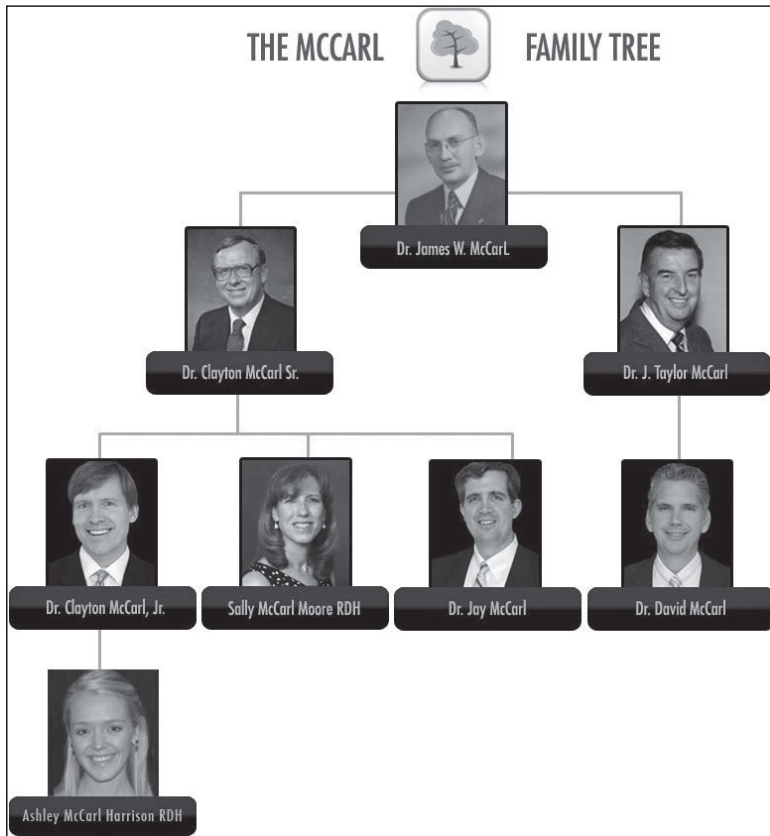 THE MCCARL FAMILY TREE
Dr. James W. McCarL
Dr. Clayton McCarl Sr.
Dr. J. Taylor McCarl
Dr. Clayton McCarl, Jr.
Sally McCarl Moore RDH
Dr. Jay McCarl
Dr. David McCarl
Ashley McCarl Harrison RDH